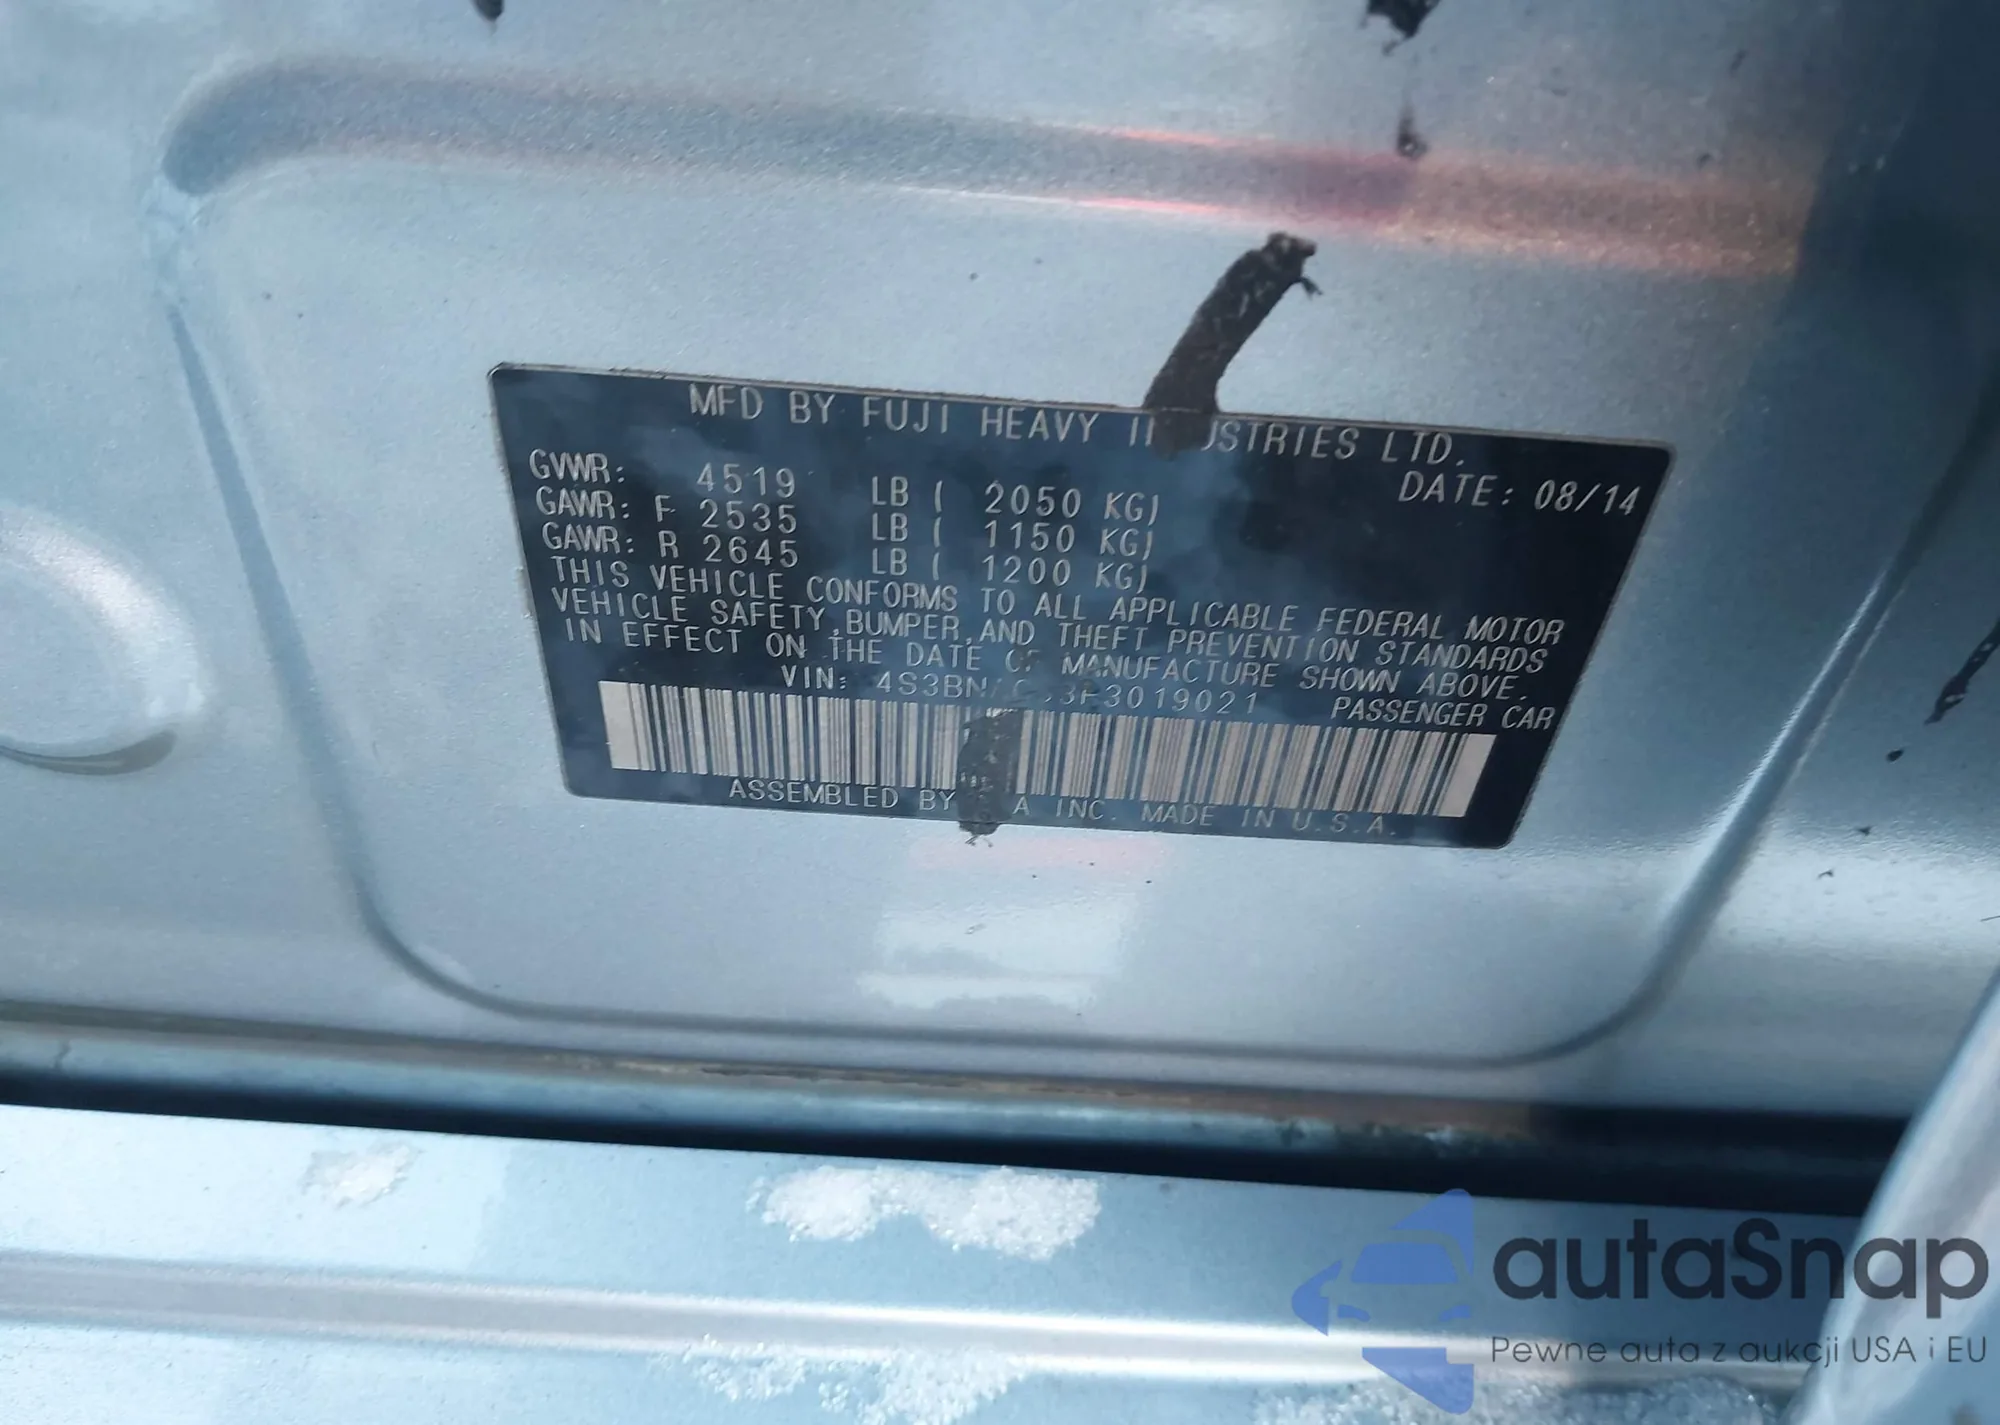 MFD BY FUJI HEAVY INDUSTRIES LTD.
GVWR: 4519 LB ( 2050 KG) DATE: 08/14
GAWR: F 2535 LB ( 1150 KG)
GAWR: R 2645 LB ( 1200 KG)
THIS VEHICLE CONFORMS TO ALL APPLICABLE FEDERAL MOTOR
VEHICLE SAFETY, BUMPER, AND THEFT PREVENTION STANDARDS
IN EFFECT ON THE DATE OF MANUFACTURE SHOWN ABOVE.
VIN: PASSENGER CAR
ASSEMBLED BY INC. MADE IN U.S.A.
autaSnap
Pewne auta z aukcji USA i EU